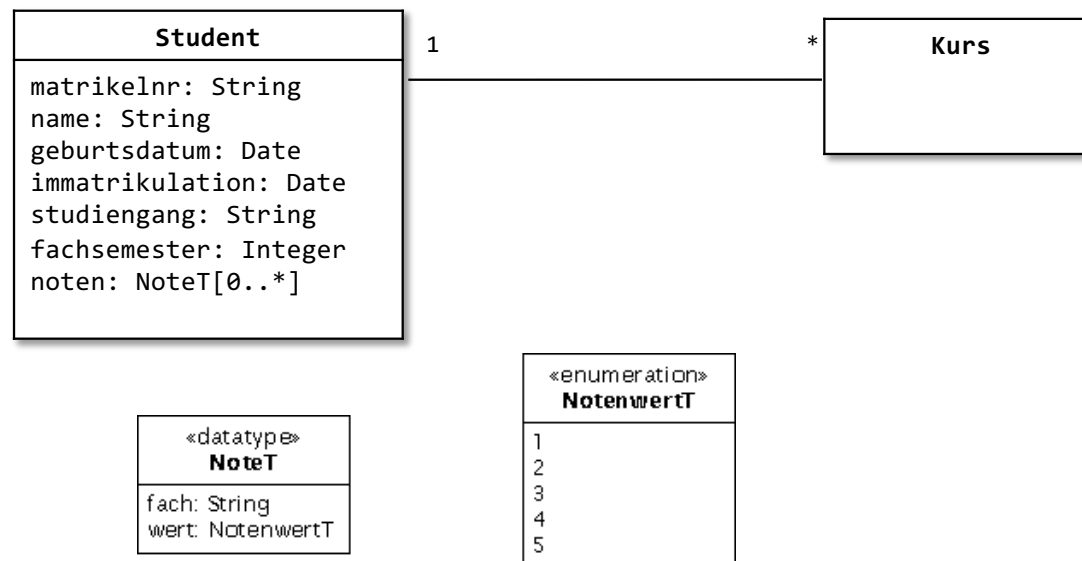 Student
matrikelnr: String
name: String
geburtsdatum: Date
immatrikulation: Date
studiengang: String
fachsemester: Integer
noten: NoteT[0..*]
1
*
Kurs
«datatype»
NoteT
fach: String
wert: NotenwertT
«enumeration»
NotenwertT
1
2
3
4
5